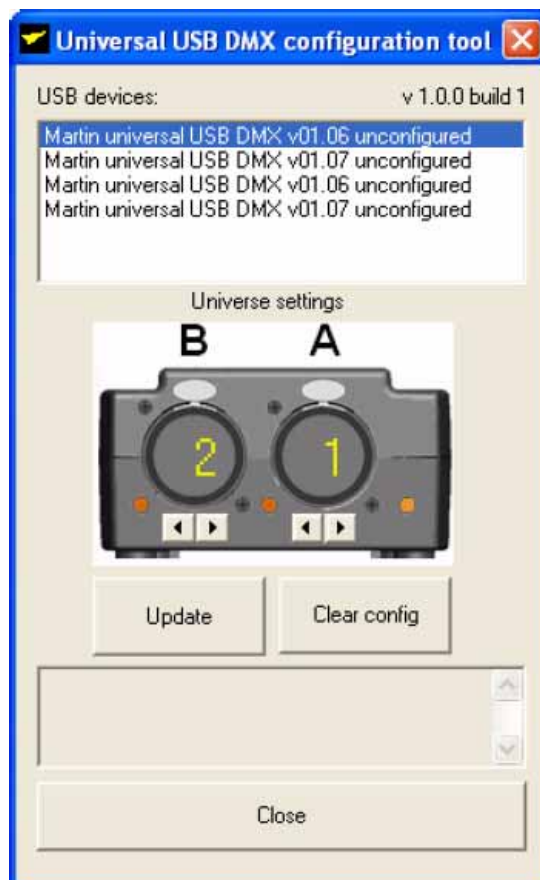 Universal USB DMX configuration tool
USB devices: v 1.0.0 build 1
Martin universal USB DMX v01.06 unconfigured
Martin universal USB DMX v01.07 unconfigured
Martin universal USB DMX v01.06 unconfigured
Martin universal USB DMX v01.07 unconfigured
Universe settings
B A
2 1
Update Clear config
Close